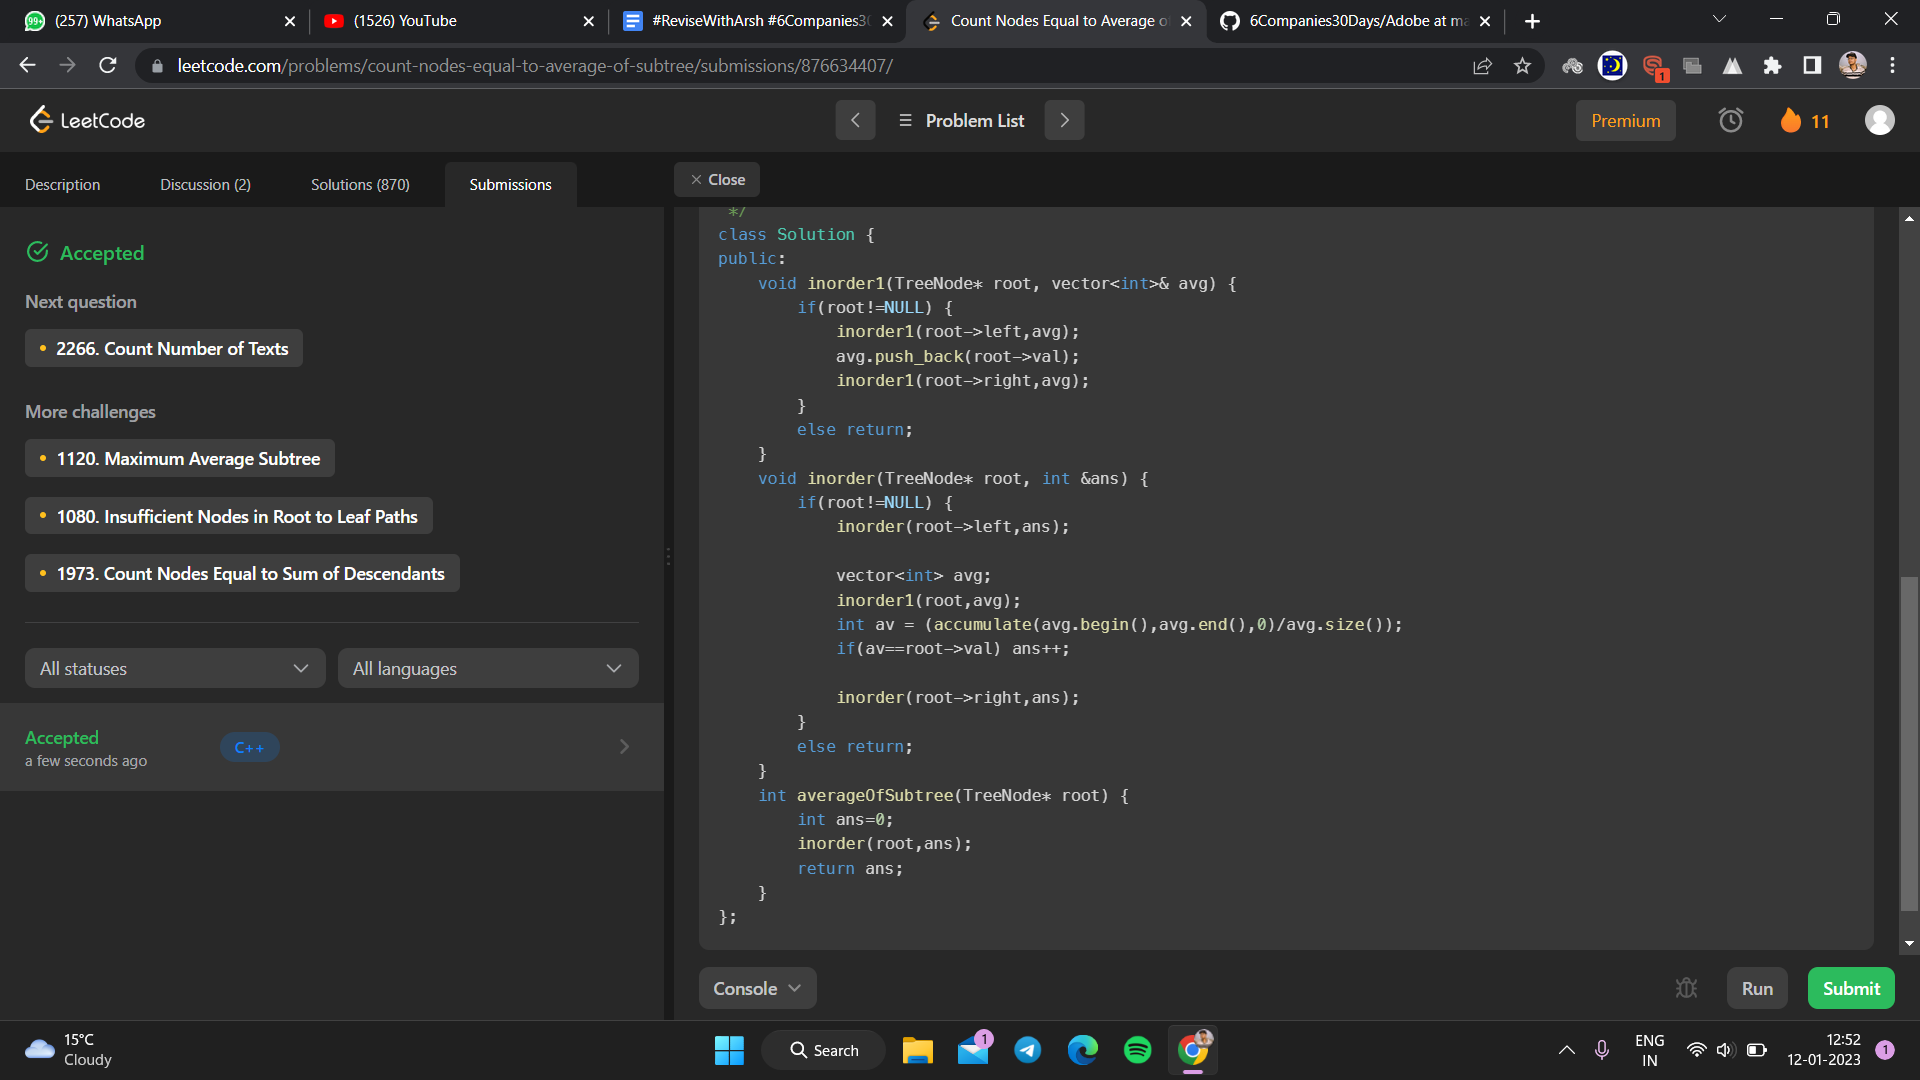 99+ (257) WhatsApp
(1526) YouTube
#ReviseWithArsh #6Companies30
Count Nodes Equal to Average o
6Companies30Days/Adobe at ma
leetcode.com/problems/count-nodes-equal-to-average-of-subtree/submissions/876634407/
1
LeetCode
Problem List
Premium
11
Description
Discussion (2)
Solutions (870)
Submissions
Close
Accepted
Next question
2266. Count Number of Texts
More challenges
1120. Maximum Average Subtree
1080. Insufficient Nodes in Root to Leaf Paths
1973. Count Nodes Equal to Sum of Descendants
All statuses
All languages
Accepted
a few seconds ago
C++
*/
class Solution {
public:
    void inorder1(TreeNode* root, vector<int>& avg) {
        if(root!=NULL) {
            inorder1(root->left,avg);
            avg.push_back(root->val);
            inorder1(root->right,avg);
        }
        else return;
    }
    void inorder(TreeNode* root, int &ans) {
        if(root!=NULL) {
            inorder(root->left,ans);
            vector<int> avg;
            inorder1(root,avg);
            int av = (accumulate(avg.begin(),avg.end(),0)/avg.size());
            if(av==root->val) ans++;
            inorder(root->right,ans);
        }
        else return;
    }
    int averageOfSubtree(TreeNode* root) {
        int ans=0;
        inorder(root,ans);
        return ans;
    }
};
Console
Run
Submit
15°C
Cloudy
Search
1
ENG
IN
12:52
12-01-2023
1